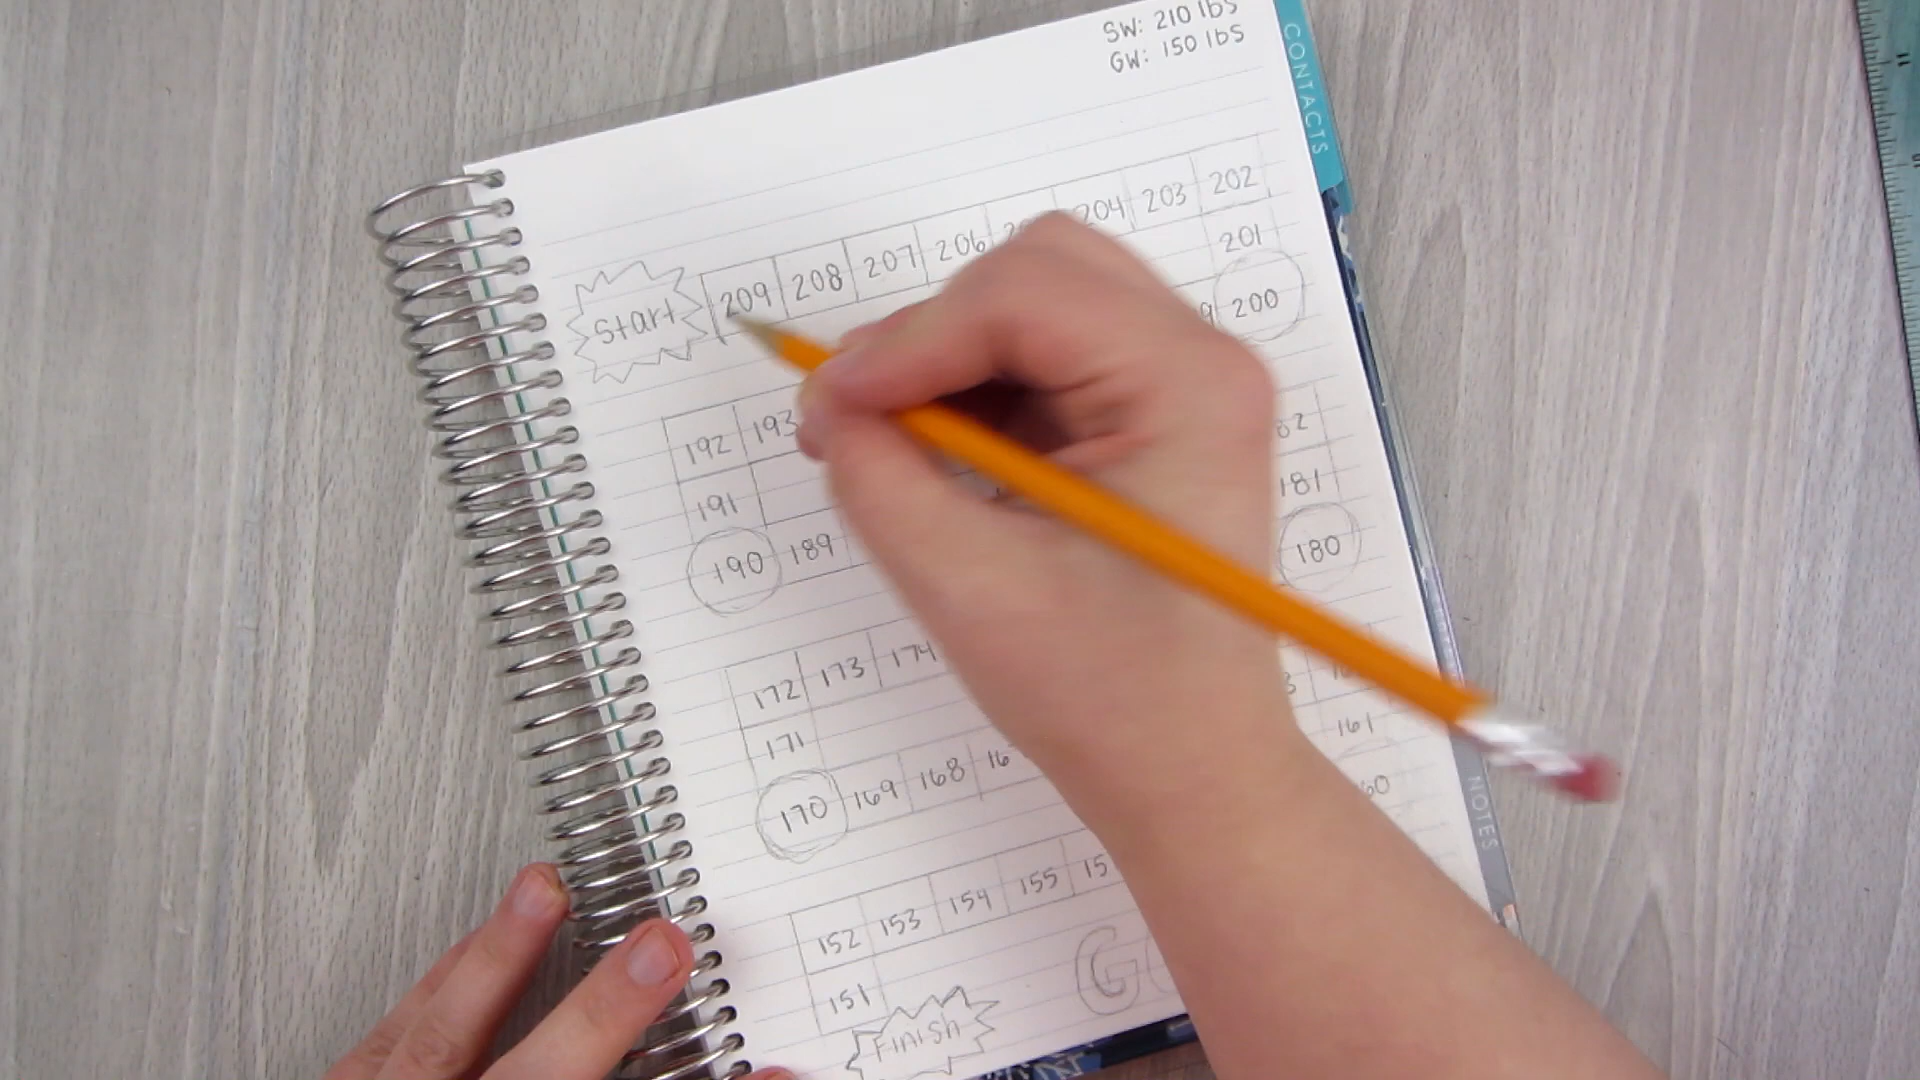 SW: 210 lbs
GW: 150 lbs
CONTACTS
Start 209 208 207 206 204 203 202
201
200
192 193
191 181
190 189 180
172 173 174
171 161
170 169 168
152 153 154 155
151
FINISH
NOTES